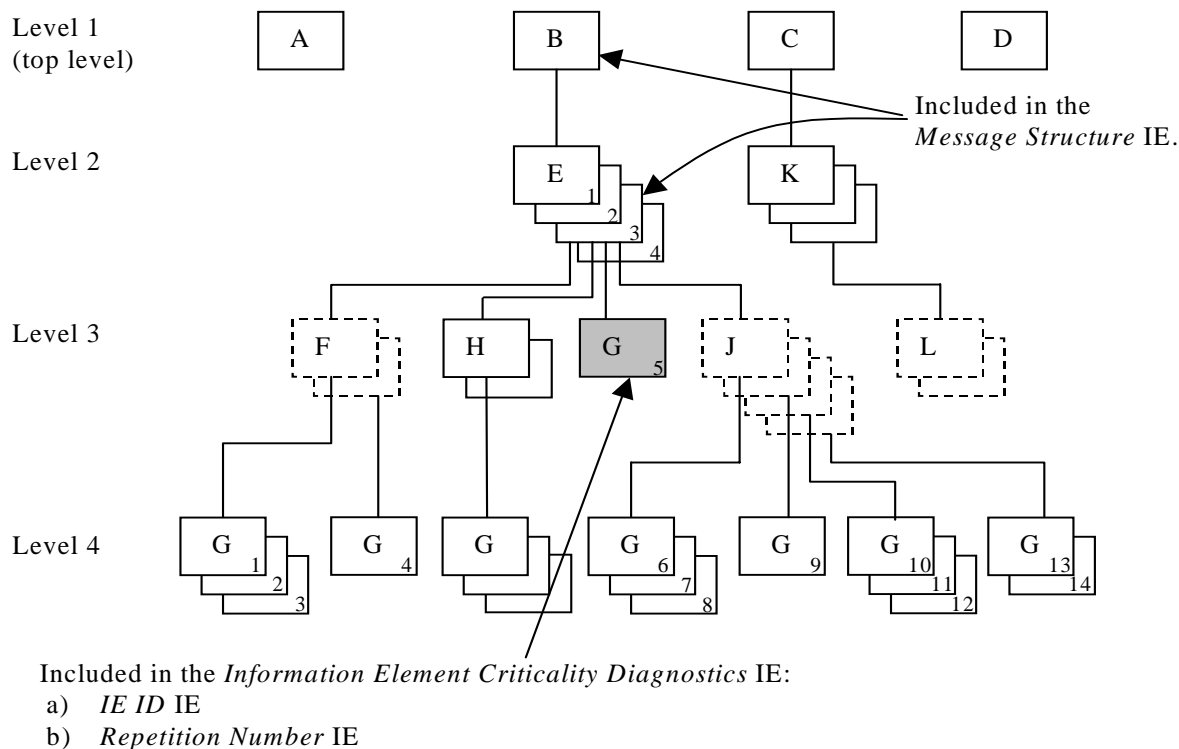 Level 1
(top level)
A
B
C
D
Included in the
Message Structure IE.
Level 2
E
1
2
3
4
K
Level 3
F
H
G
5
J
L
Level 4
G
1
2
3
G
4
G
G
6
7
8
G
9
G
10
11
12
G
13
14
Included in the Information Element Criticality Diagnostics IE:
a) IE ID IE
b) Repetition Number IE